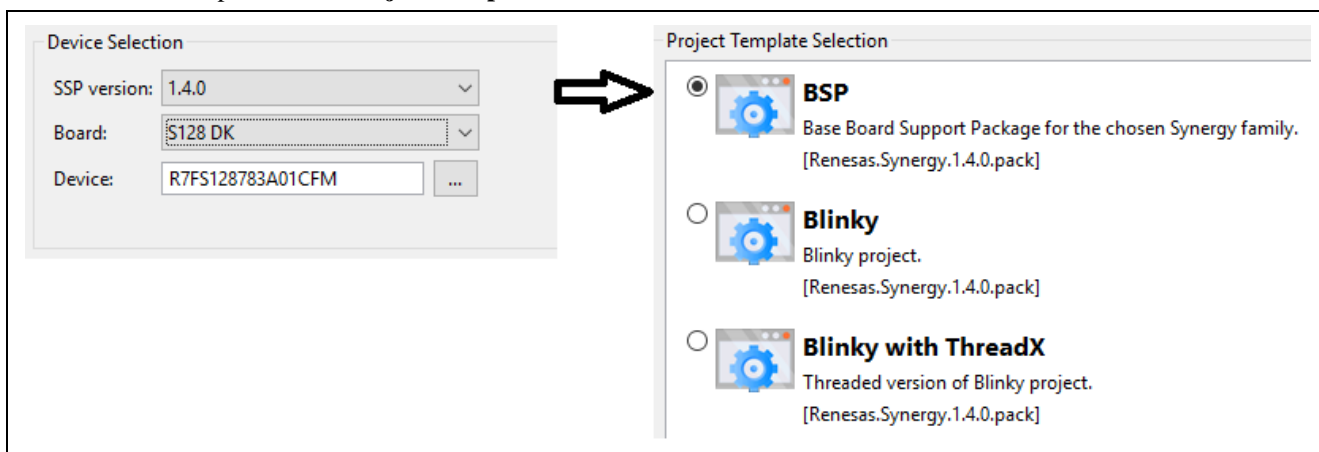 Device Selection
SSP version: 1.4.0
Board: S128 DK
Device: R7FS128783A01CFM ...
Project Template Selection
BSP
Base Board Support Package for the chosen Synergy family.
[Renesas.Synergy.1.4.0.pack]
Blinky
Blinky project.
[Renesas.Synergy.1.4.0.pack]
Blinky with ThreadX
Threaded version of Blinky project.
[Renesas.Synergy.1.4.0.pack]